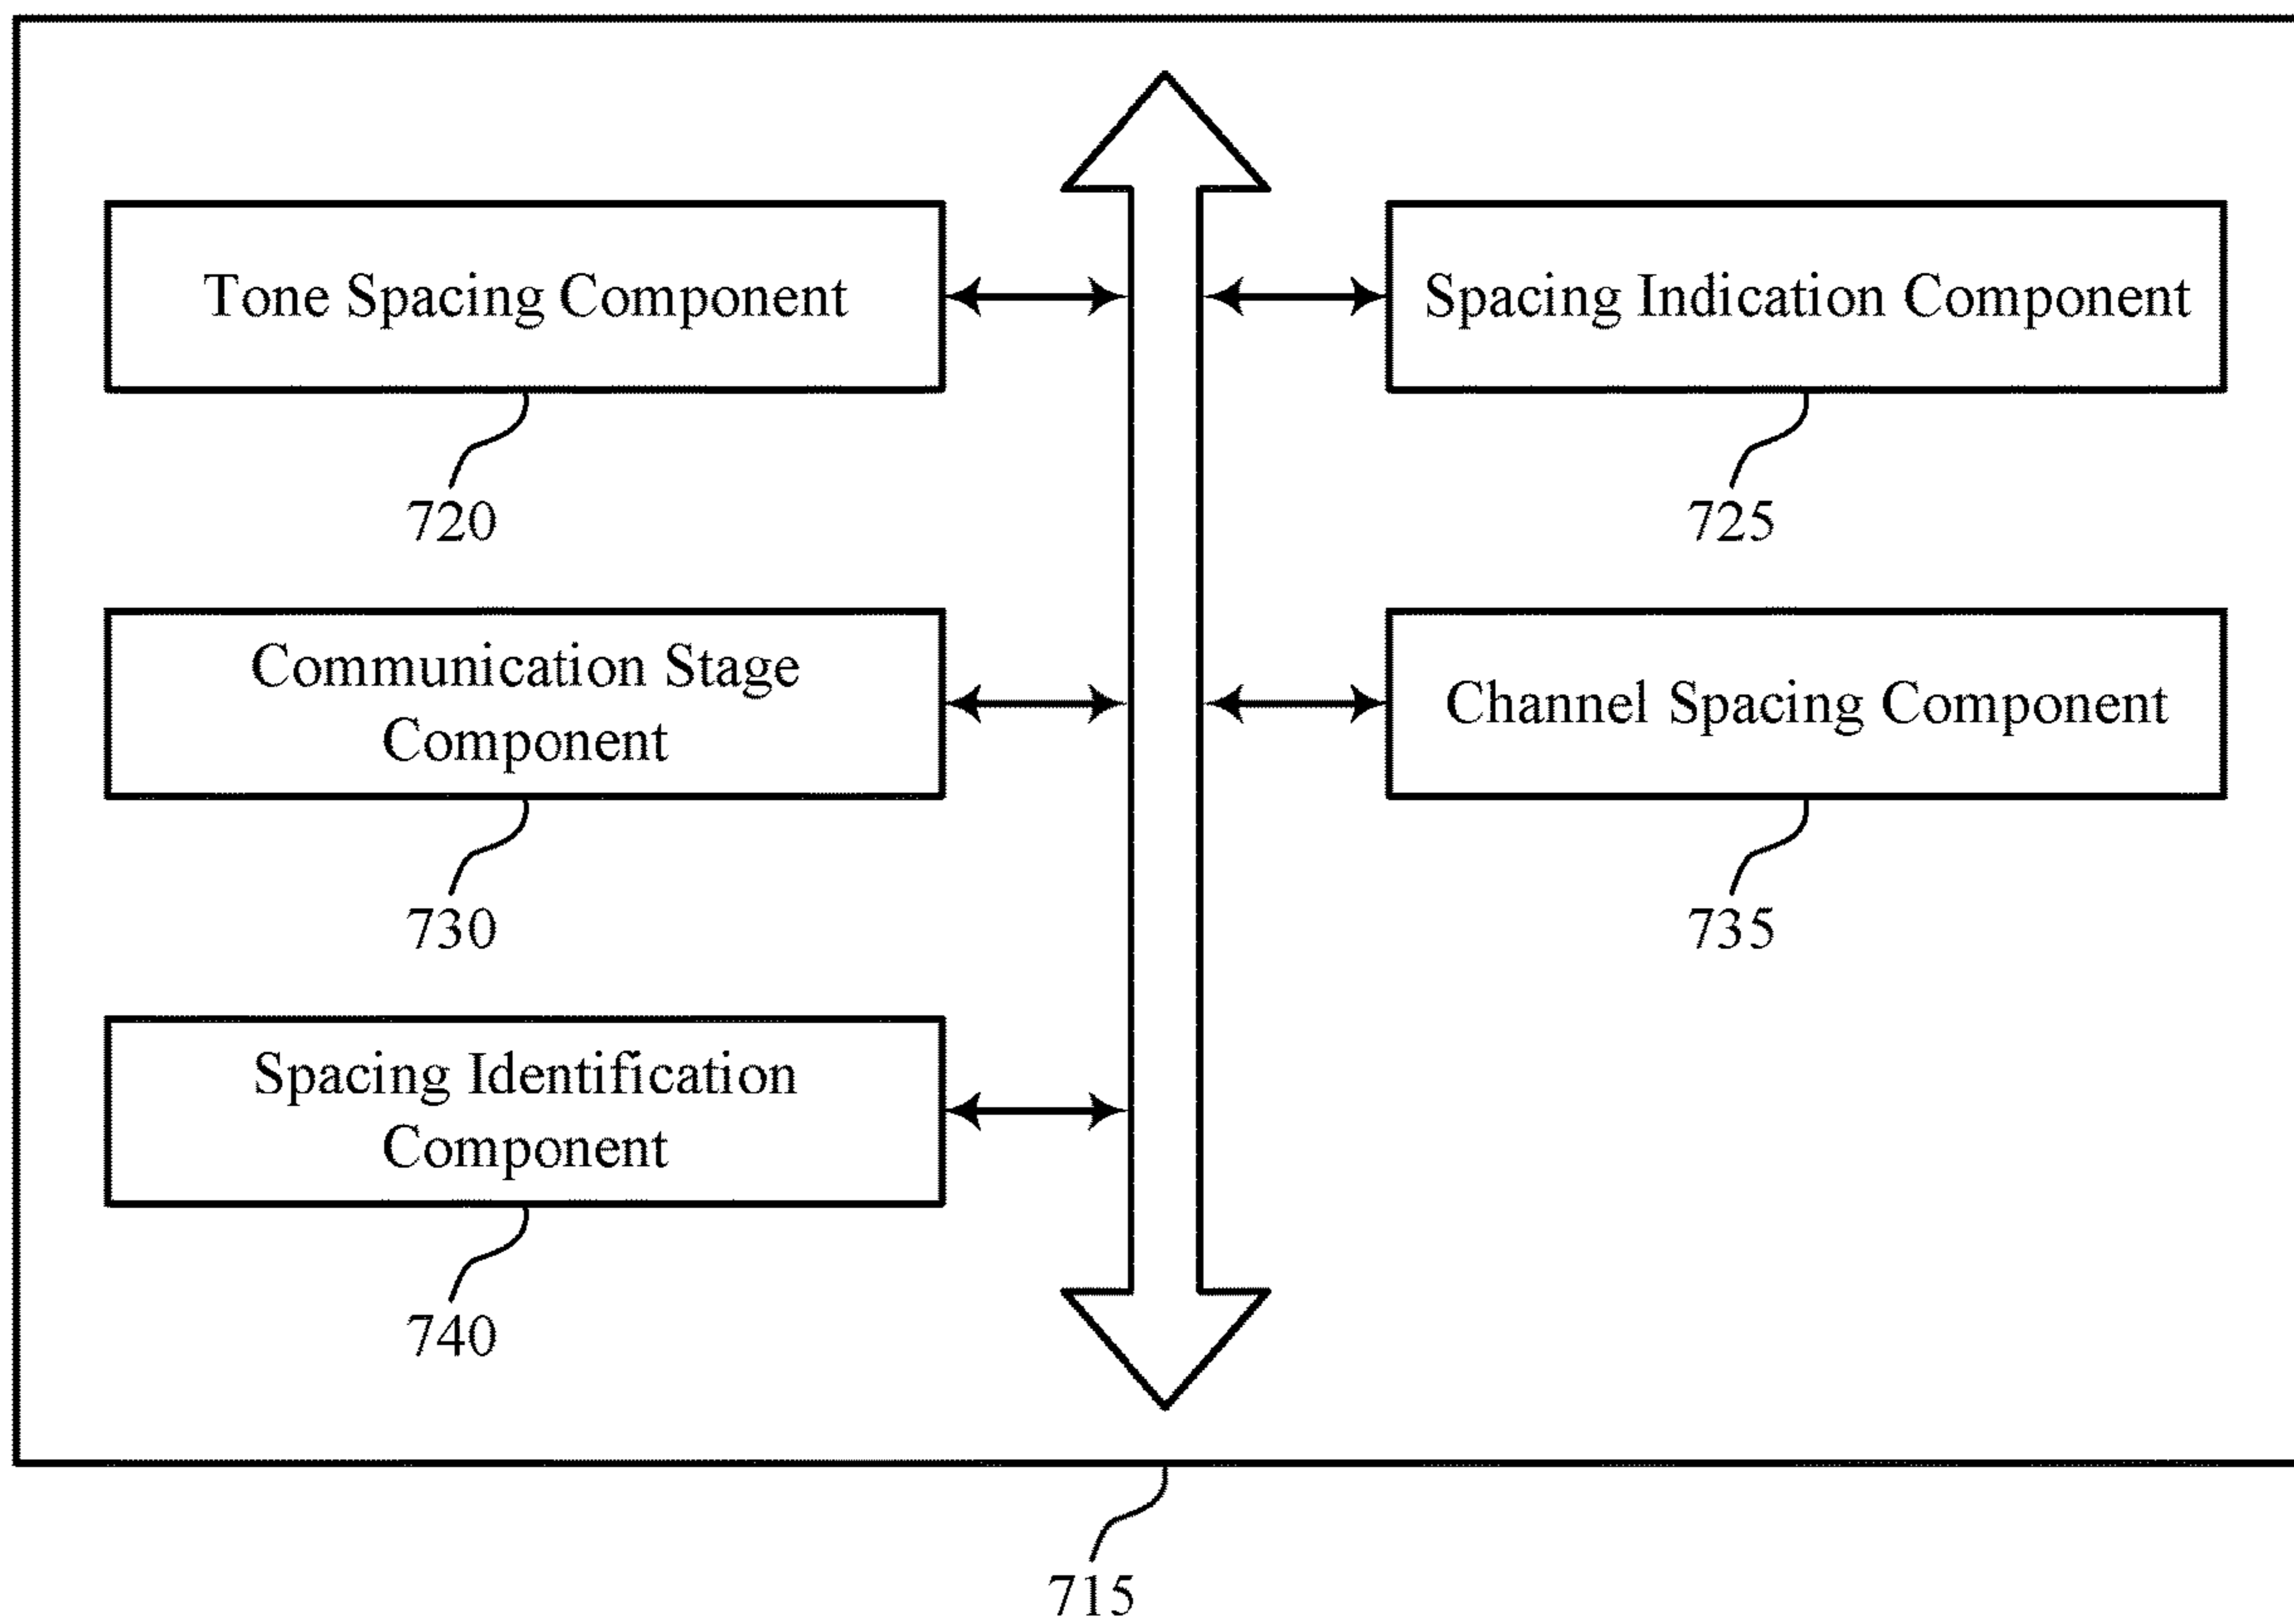 Tone Spacing Component
Spacing Indication Component
720
725
Communication Stage
Component
Channel Spacing Component
730
735
Spacing Identification
Component
740
715